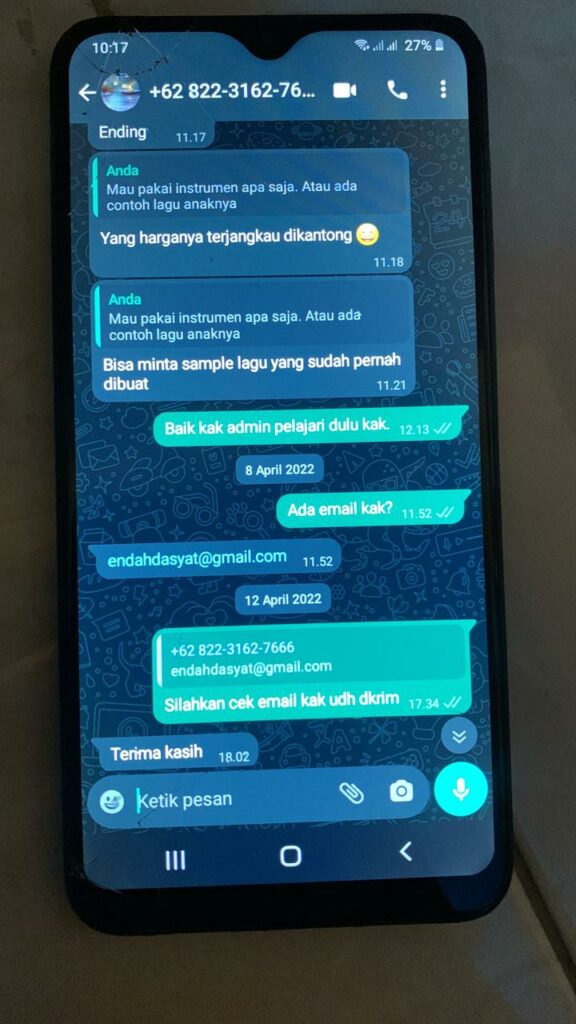 10:17
27%
+62 822-3162-76...
Ending 11.17
Anda
Mau pakai instrumen apa saja. Atau ada
contoh lagu anaknya
Yang harganya terjangkau dikantong 😄
11.18
Anda
Mau pakai instrumen apa saja. Atau ada
contoh lagu anaknya
Bisa minta sample lagu yang sudah pernah
dibuat 11.21
Baik kak admin pelajari dulu kak. 12.13
8 April 2022
Ada email kak? 11.52
endahdasyat@gmail.com 11.52
12 April 2022
+62 822-3162-7666
endahdasyat@gmail.com
Silahkan cek email kak udh dkrim 17.34
Terima kasih 18.02
Ketik pesan